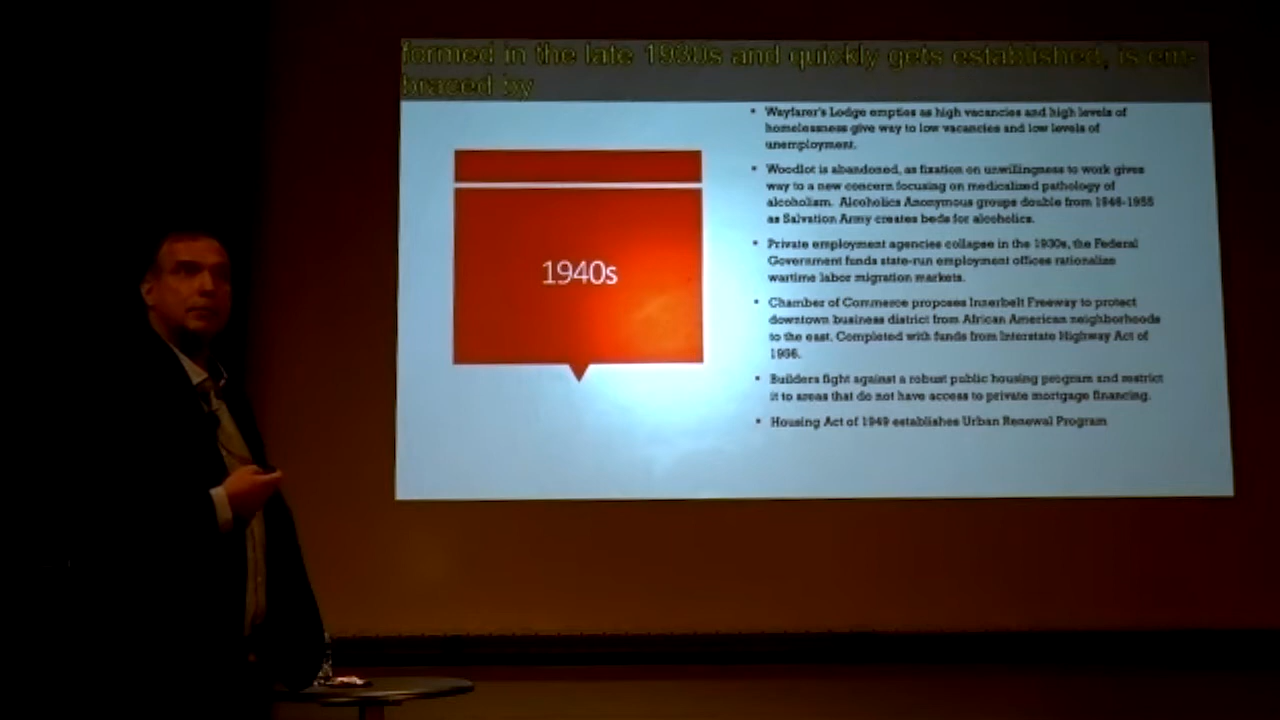 formed in the late 1930s and quickly gets established, is em-
braced by
1940s
• Wayfarer's Lodge empties as high vacancies and high levels of
homelessness give way to low vacancies and low levels of
unemployment.
• Woodlot is abandoned, as fixation on unwillingness to work gives
way to a new concern focusing on medicalized pathology of
alcoholism. Alcoholics Anonymous groups double from 1946-1955
as Salvation Army creates beds for alcoholics.
• Private employment agencies collapse in the 1930s, the Federal
Government funds state-run employment offices rationalize
wartime labor migration markets.
• Chamber of Commerce proposes Innerbelt Freeway to protect
downtown business district from African American neighborhoods
to the east. Completed with funds from Interstate Highway Act of
1956.
• Builders fight against a robust public housing program and restrict
it to areas that do not have access to private mortgage financing.
• Housing Act of 1949 establishes Urban Renewal Program